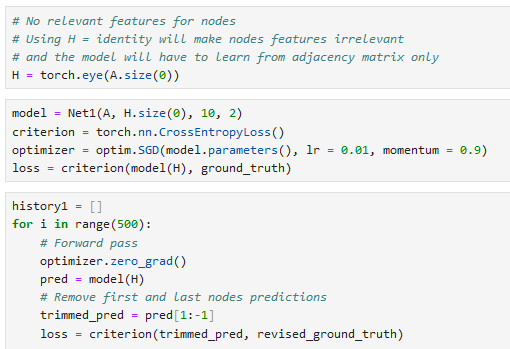 # No relevant features for nodes
# Using H = identity will make nodes features irrelevant
# and the model will have to learn from adjacency matrix only
H = torch.eye(A.size(0))
model = Net1(A, H.size(0), 10, 2)
criterion = torch.nn.CrossEntropyLoss()
optimizer = optim.SGD(model.parameters(), lr = 0.01, momentum = 0.9)
loss = criterion(model(H), ground_truth)
history1 = []
for i in range(500):
    # Forward pass
    optimizer.zero_grad()
    pred = model(H)
    # Remove first and last nodes predictions
    trimmed_pred = pred[1:-1]
    loss = criterion(trimmed_pred, revised_ground_truth)